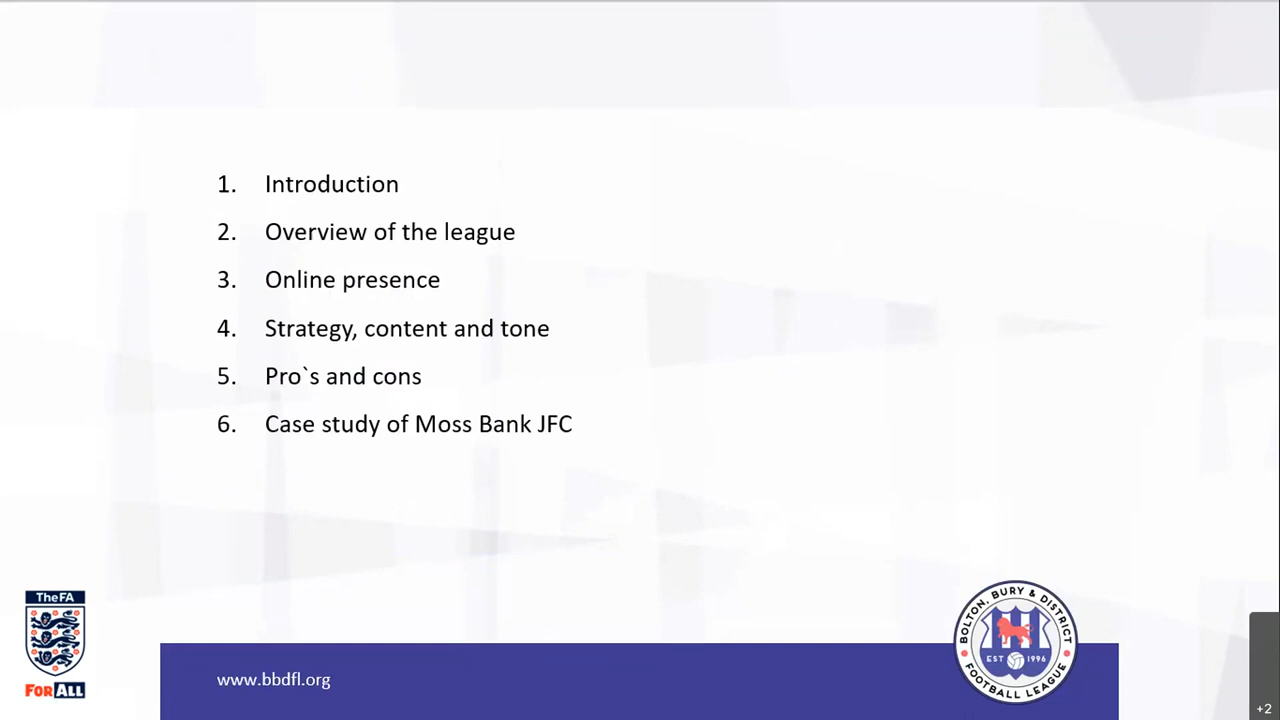 1. Introduction
2. Overview of the league
3. Online presence
4. Strategy, content and tone
5. Pro`s and cons
6. Case study of Moss Bank JFC
TheFA
FORALL
www.bbdfl.org
BOLTON, BURY & DISTRICT
EST 1996
FOOTBALL LEAGUE
+2